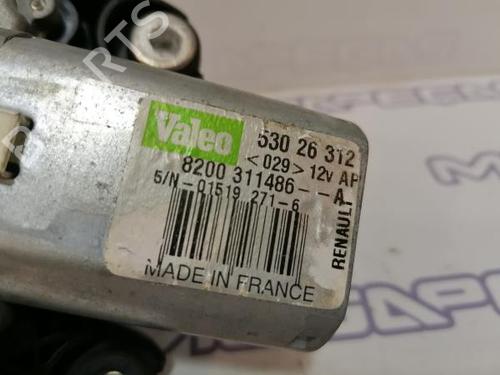 Valeo 530 26 312
<029> 12v AP
8200 311486--A
S/N-01519 271-6
RENAULT
MADE IN FRANCE